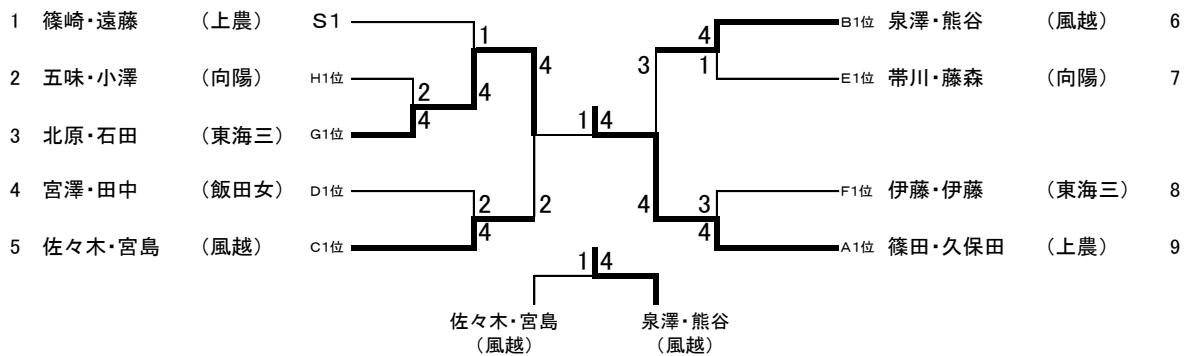 1 篠崎・遠藤 （上農） S1
2 五味・小澤 （向陽） H1位
3 北原・石田 （東海三） G1位
4 宮澤・田中 （飯田女） D1位
5 佐々木・宮島 （風越） C1位
1
4
2
4
4
2
4
2
1 4
3
4
4
1
3
4
B1位 泉澤・熊谷 （風越） 6
E1位 帯川・藤森 （向陽） 7
F1位 伊藤・伊藤 （東海三） 8
A1位 篠田・久保田 （上農） 9
1 4
佐々木・宮島
（風越）
泉澤・熊谷
（風越）